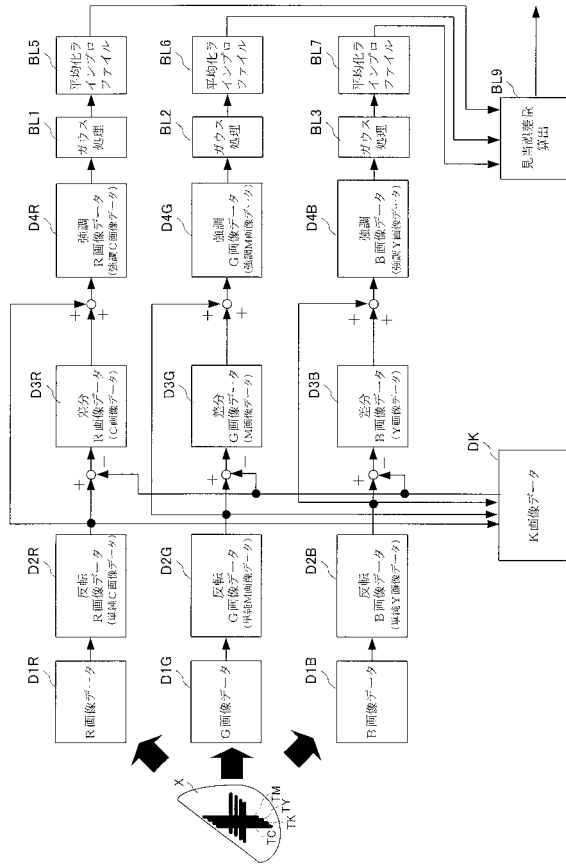 D1R
R画像データ
D2R
反転
R画像データ
(単純C画像データ)
+
−
D3R
差分
R画像データ
(C画像データ)
+
+
D4R
強調
R画像データ
(強調C画像データ)
BL1
ガウス
処理
BL5
平均化ラ
インプロ
ファイル
D1G
G画像データ
D2G
反転
G画像データ
(単純M画像データ)
+
−
D3G
差分
G画像データ
(M画像データ)
+
+
D4G
強調
G画像データ
(強調M画像データ)
BL2
ガウス
処理
BL6
平均化ラ
インプロ
ファイル
D1B
B画像データ
D2B
反転
B画像データ
(単純Y画像データ)
+
−
D3B
差分
B画像データ
(Y画像データ)
+
+
D4B
強調
B画像データ
(強調Y画像データ)
BL3
ガウス
処理
BL7
平均化ラ
インプロ
ファイル
X
TM
TY
TK
TC
DK
K画像データ
BL9
見当誤差量
算出